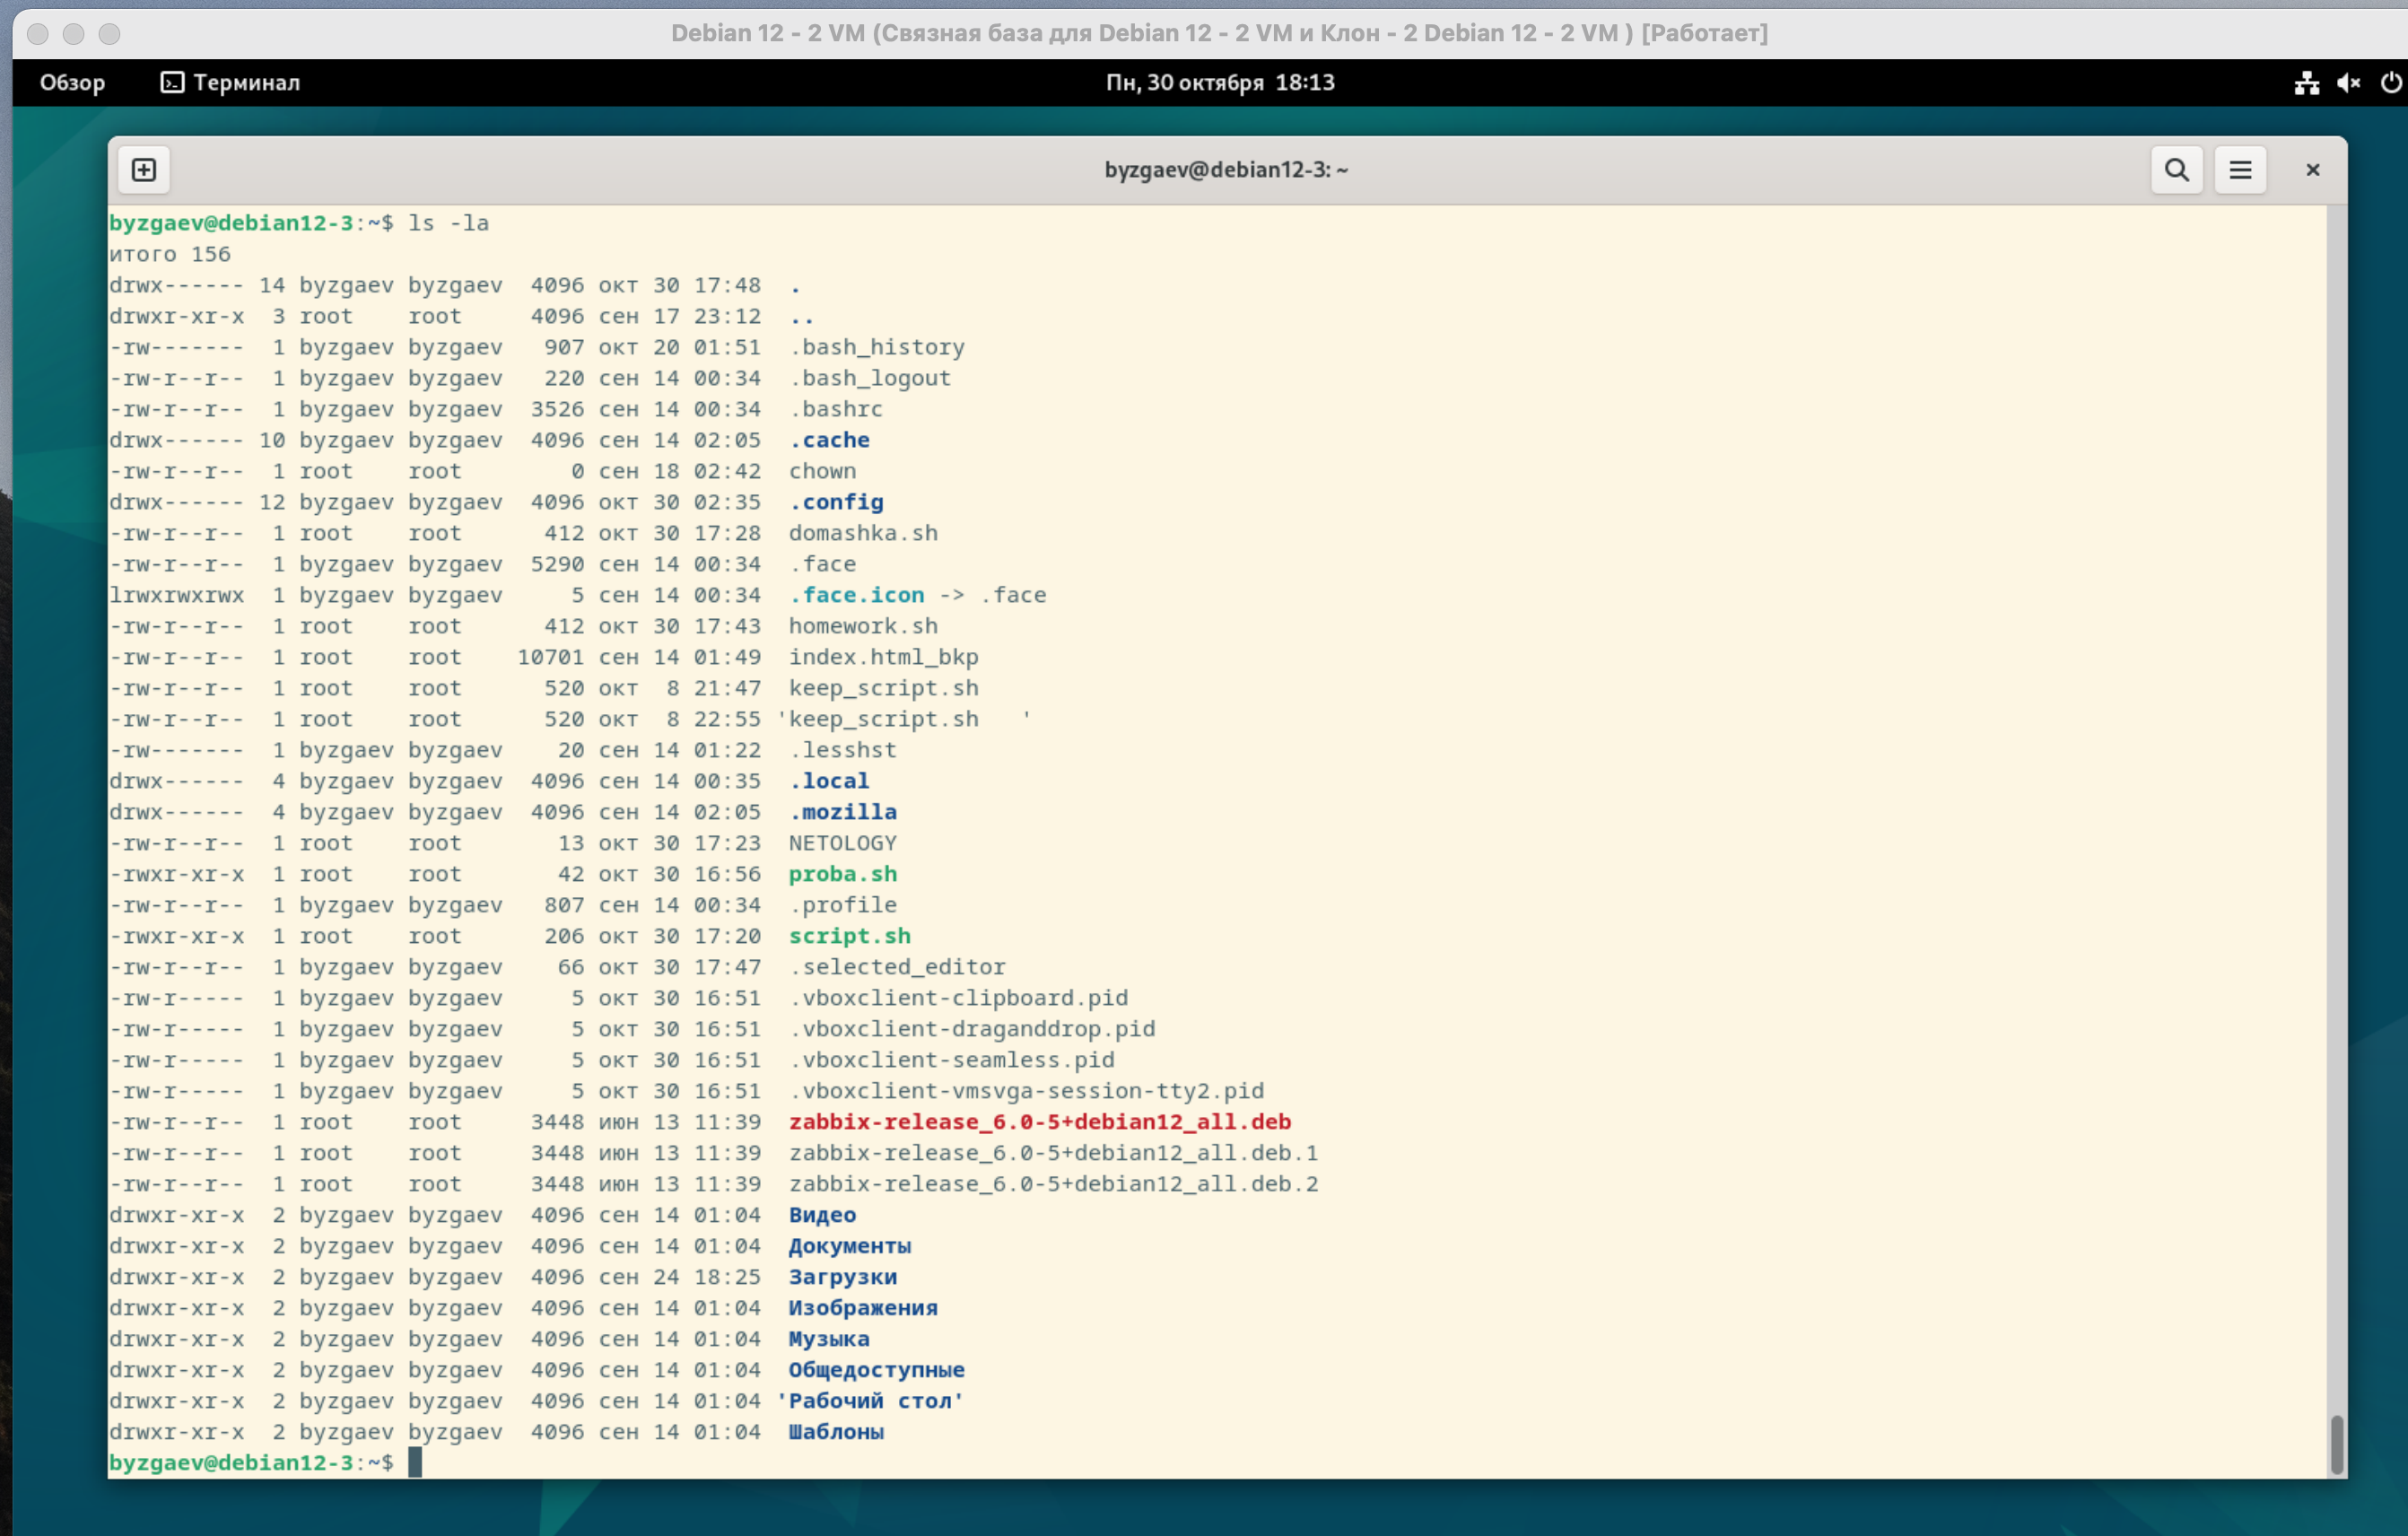 Debian 12 - 2 VM (Связная база для Debian 12 - 2 VM и Клон - 2 Debian 12 - 2 VM ) [Работает]
Обзор Терминал Пн, 30 октября 18:13
byzgaev@debian12-3: ~
byzgaev@debian12-3:~$ ls -la
итого 156
drwx------ 14 byzgaev byzgaev  4096 окт 30 17:48  .
drwxr-xr-x  3 root    root     4096 сен 17 23:12  ..
-rw-------  1 byzgaev byzgaev   907 окт 20 01:51  .bash_history
-rw-r--r--  1 byzgaev byzgaev   220 сен 14 00:34  .bash_logout
-rw-r--r--  1 byzgaev byzgaev  3526 сен 14 00:34  .bashrc
drwx------ 10 byzgaev byzgaev  4096 сен 14 02:05  .cache
-rw-r--r--  1 root    root        0 сен 18 02:42  chown
drwx------ 12 byzgaev byzgaev  4096 окт 30 02:35  .config
-rw-r--r--  1 root    root      412 окт 30 17:28  domashka.sh
-rw-r--r--  1 byzgaev byzgaev  5290 сен 14 00:34  .face
lrwxrwxrwx  1 byzgaev byzgaev     5 сен 14 00:34  .face.icon -> .face
-rw-r--r--  1 root    root      412 окт 30 17:43  homework.sh
-rw-r--r--  1 root    root    10701 сен 14 01:49  index.html_bkp
-rw-r--r--  1 root    root      520 окт  8 21:47  keep_script.sh
-rw-r--r--  1 root    root      520 окт  8 22:55 'keep_script.sh   '
-rw-------  1 byzgaev byzgaev    20 сен 14 01:22  .lesshst
drwx------  4 byzgaev byzgaev  4096 сен 14 00:35  .local
drwx------  4 byzgaev byzgaev  4096 сен 14 02:05  .mozilla
-rw-r--r--  1 root    root       13 окт 30 17:23  NETOLOGY
-rwxr-xr-x  1 root    root       42 окт 30 16:56  proba.sh
-rw-r--r--  1 byzgaev byzgaev   807 сен 14 00:34  .profile
-rwxr-xr-x  1 root    root      206 окт 30 17:20  script.sh
-rw-r--r--  1 byzgaev byzgaev    66 окт 30 17:47  .selected_editor
-rw-r-----  1 byzgaev byzgaev     5 окт 30 16:51  .vboxclient-clipboard.pid
-rw-r-----  1 byzgaev byzgaev     5 окт 30 16:51  .vboxclient-draganddrop.pid
-rw-r-----  1 byzgaev byzgaev     5 окт 30 16:51  .vboxclient-seamless.pid
-rw-r-----  1 byzgaev byzgaev     5 окт 30 16:51  .vboxclient-vmsvga-session-tty2.pid
-rw-r--r--  1 root    root     3448 июн 13 11:39  zabbix-release_6.0-5+debian12_all.deb
-rw-r--r--  1 root    root     3448 июн 13 11:39  zabbix-release_6.0-5+debian12_all.deb.1
-rw-r--r--  1 root    root     3448 июн 13 11:39  zabbix-release_6.0-5+debian12_all.deb.2
drwxr-xr-x  2 byzgaev byzgaev  4096 сен 14 01:04  Видео
drwxr-xr-x  2 byzgaev byzgaev  4096 сен 14 01:04  Документы
drwxr-xr-x  2 byzgaev byzgaev  4096 сен 24 18:25  Загрузки
drwxr-xr-x  2 byzgaev byzgaev  4096 сен 14 01:04  Изображения
drwxr-xr-x  2 byzgaev byzgaev  4096 сен 14 01:04  Музыка
drwxr-xr-x  2 byzgaev byzgaev  4096 сен 14 01:04  Общедоступные
drwxr-xr-x  2 byzgaev byzgaev  4096 сен 14 01:04 'Рабочий стол'
drwxr-xr-x  2 byzgaev byzgaev  4096 сен 14 01:04  Шаблоны
byzgaev@debian12-3:~$